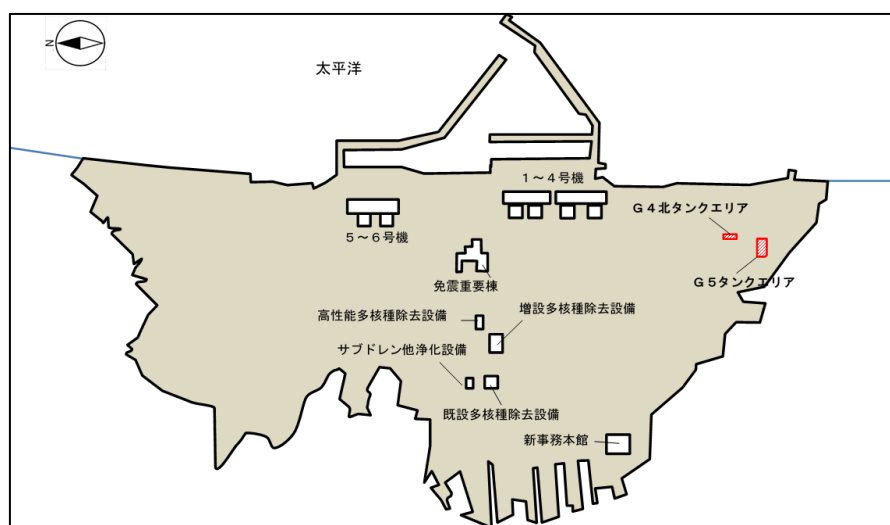 N
太平洋
１～４号機
Ｇ４北タンクエリア
５～６号機
Ｇ５タンクエリア
免震重要棟
高性能多核種除去設備
増設多核種除去設備
サブドレン他浄化設備
既設多核種除去設備
新事務本館